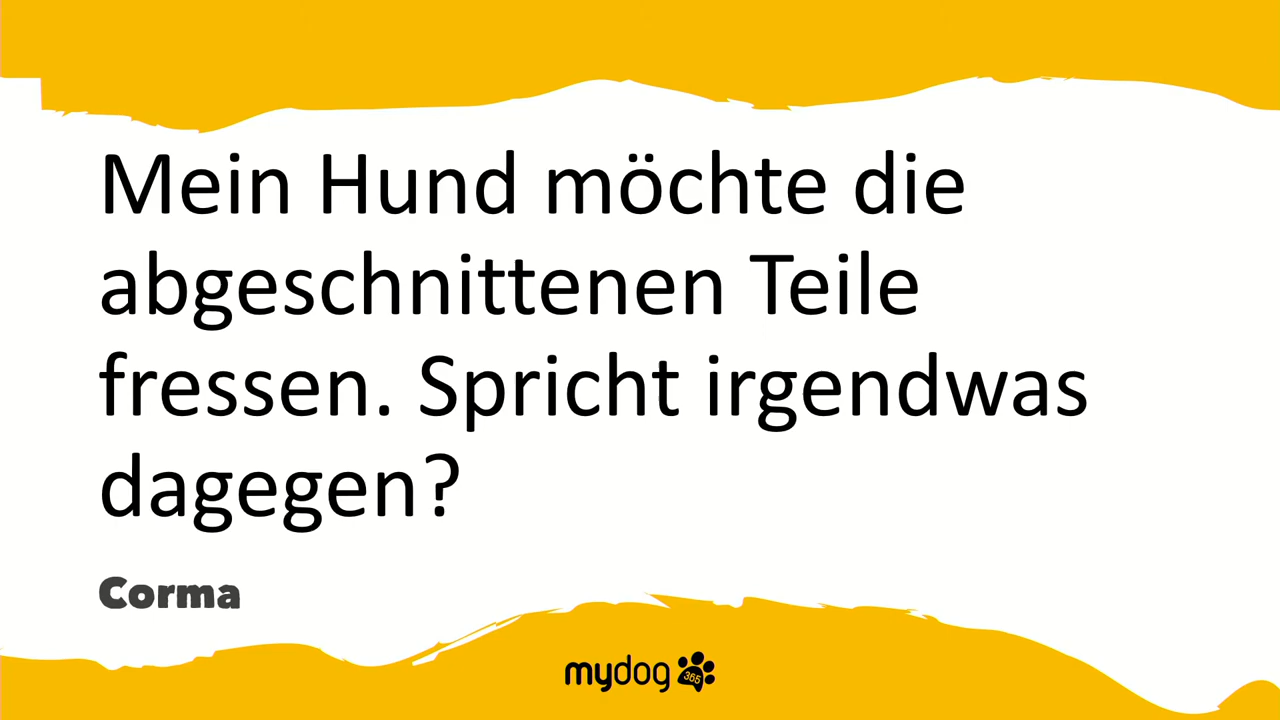 Mein Hund möchte die
abgeschnittenen Teile
fressen. Spricht irgendwas
dagegen?
Corma
mydog 365